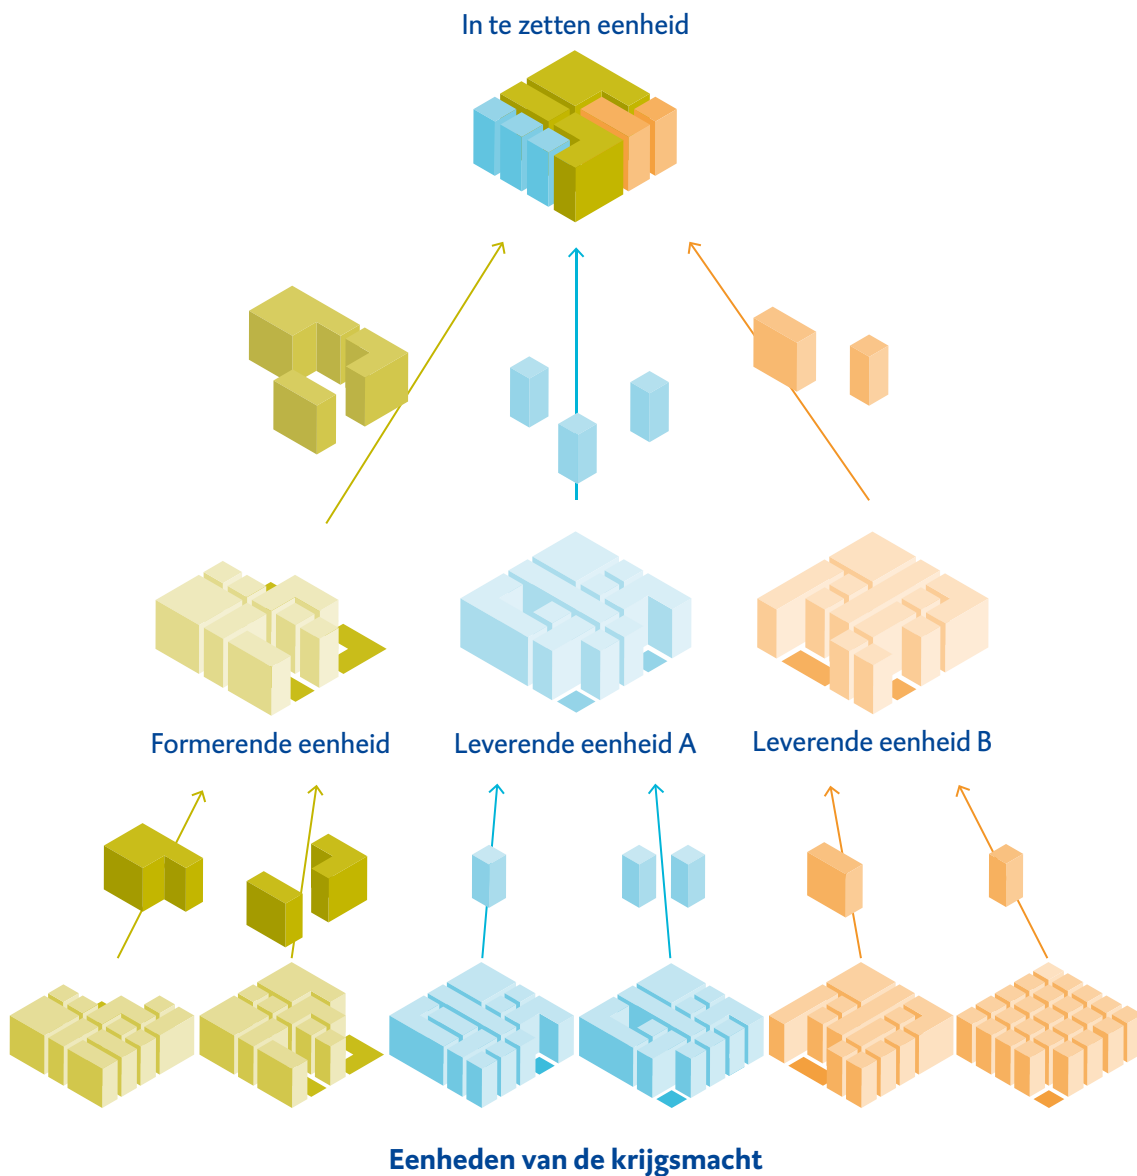 In te zetten eenheid
Formerende eenheid
Leverende eenheid A
Leverende eenheid B
Eenheden van de krijgsmacht